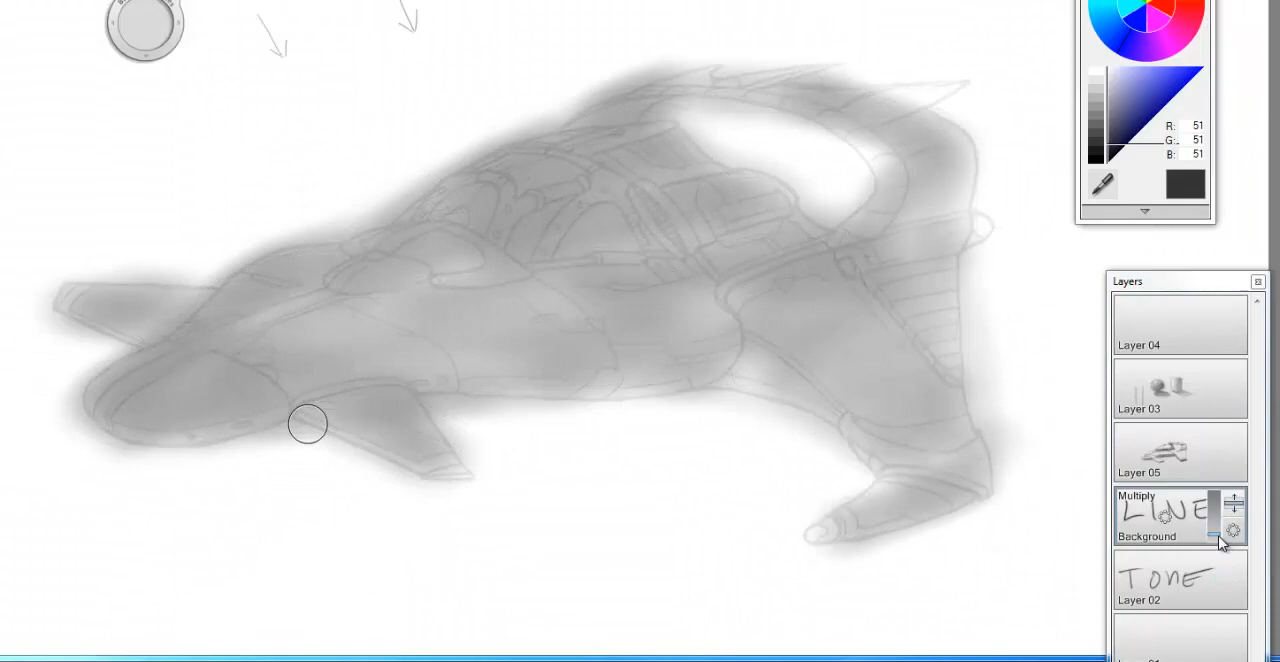 R: 51
G: 51
B: 51
Layers
Layer 04
Layer 03
Layer 05
Multiply
LINE
Background
TONE
Layer 02